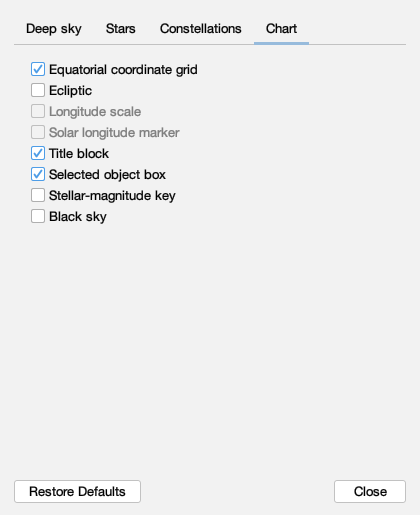 Deep sky Stars Constellations Chart
Equatorial coordinate grid
Ecliptic
Longitude scale
Solar longitude marker
Title block
Selected object box
Stellar-magnitude key
Black sky
Restore Defaults Close